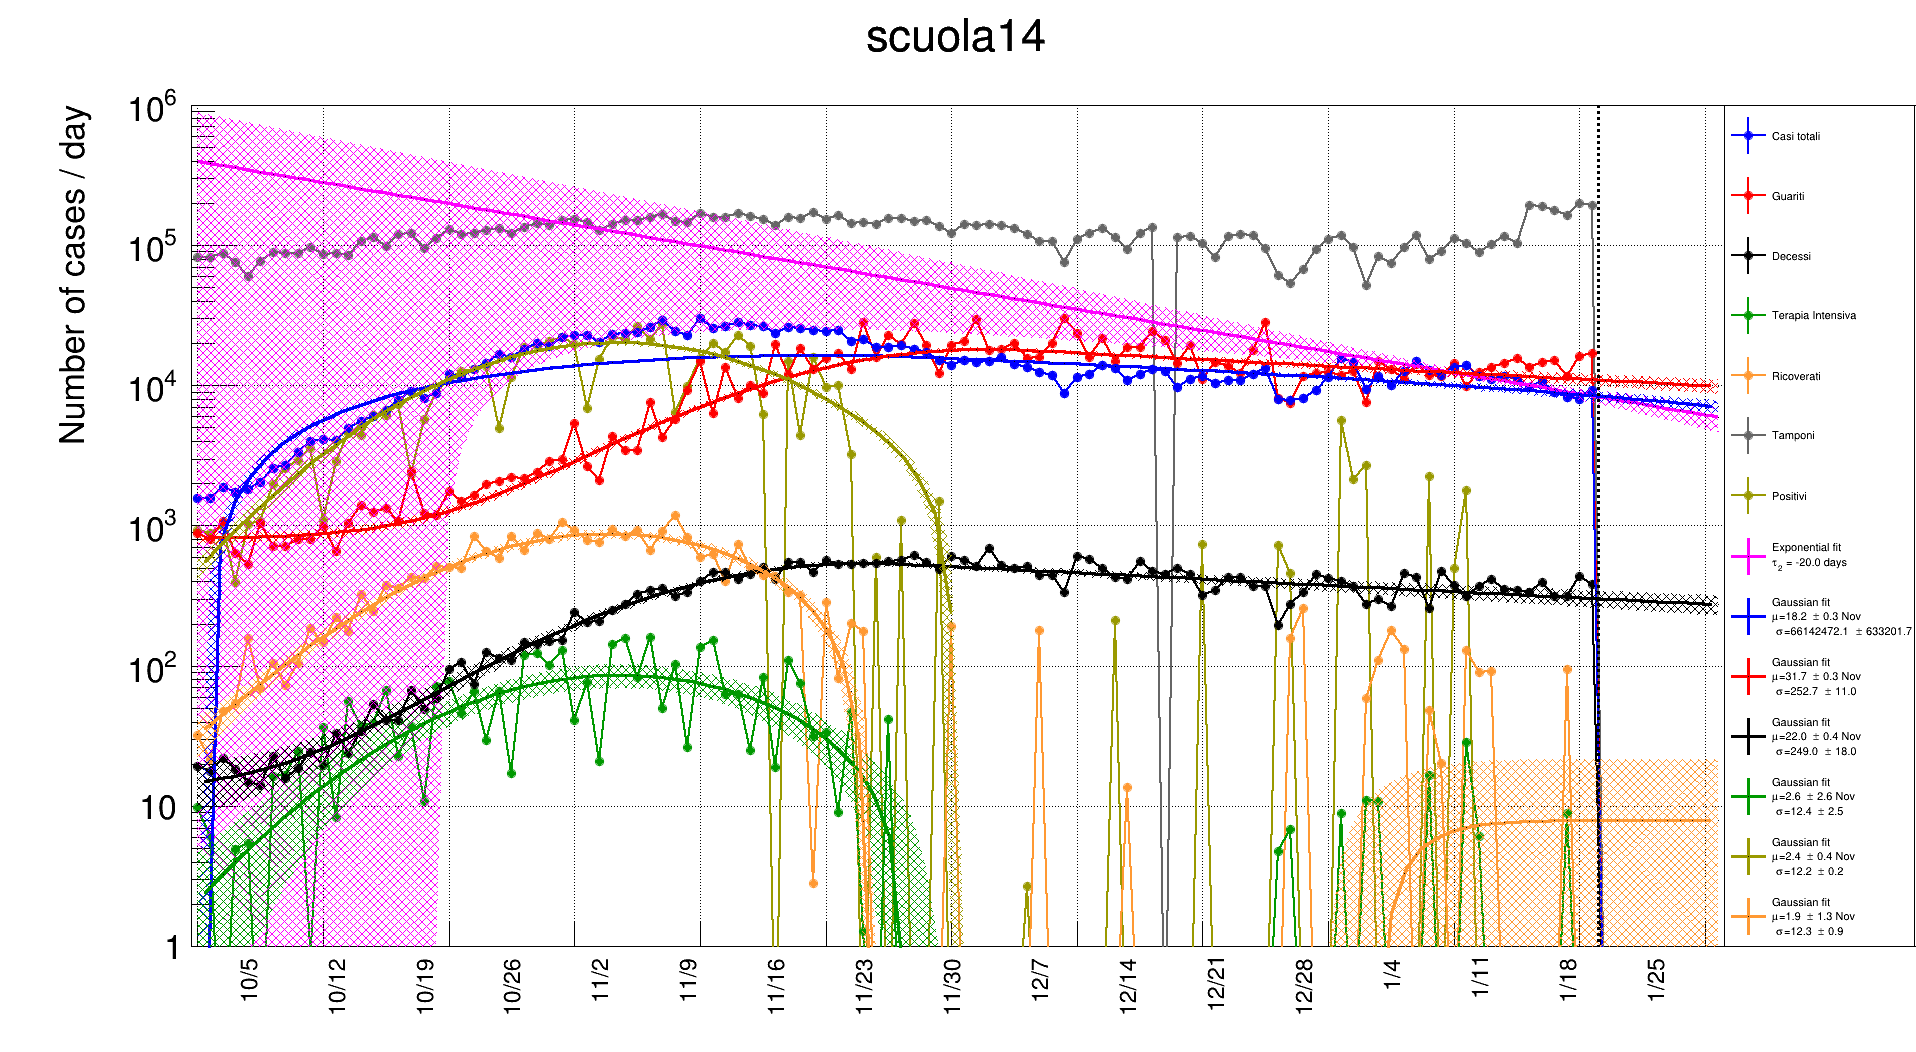 scuola14
Number of cases / day
10^6
10^5
10^4
10^3
10^2
10
1
10/5 10/12 10/19 10/26 11/2 11/9 11/16 11/23 11/30 12/7 12/14 12/21 12/28 1/4 1/11 1/18 1/25
Casi totali
Guariti
Decessi
Terapia Intensiva
Ricoverati
Tamponi
Positivi
Exponential fit
τ_2 = -20.0 days
Gaussian fit
μ=18.2 ± 0.3 Nov
σ=66142472.1 ± 633201.7
Gaussian fit
μ=31.7 ± 0.3 Nov
σ=252.7 ± 11.0
Gaussian fit
μ=22.0 ± 0.4 Nov
σ=249.0 ± 18.0
Gaussian fit
μ=2.6 ± 2.6 Nov
σ=12.4 ± 2.5
Gaussian fit
μ=2.4 ± 0.4 Nov
σ=12.2 ± 0.2
Gaussian fit
μ=1.9 ± 1.3 Nov
σ=12.3 ± 0.9